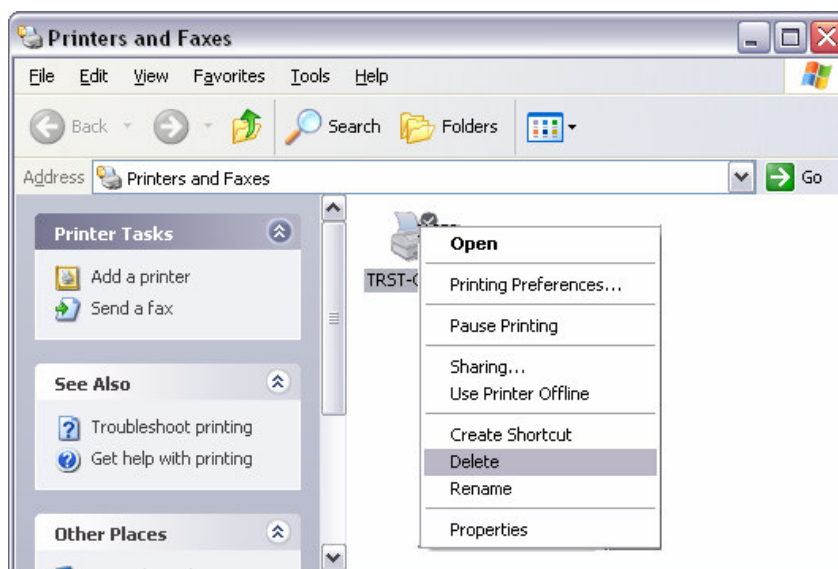 Printers and Faxes
File Edit View Favorites Tools Help
Back Search Folders
Address Printers and Faxes Go
Printer Tasks
Add a printer
Send a fax
See Also
Troubleshoot printing
Get help with printing
Other Places
Open
Printing Preferences...
Pause Printing
Sharing...
Use Printer Offline
Create Shortcut
Delete
Rename
Properties